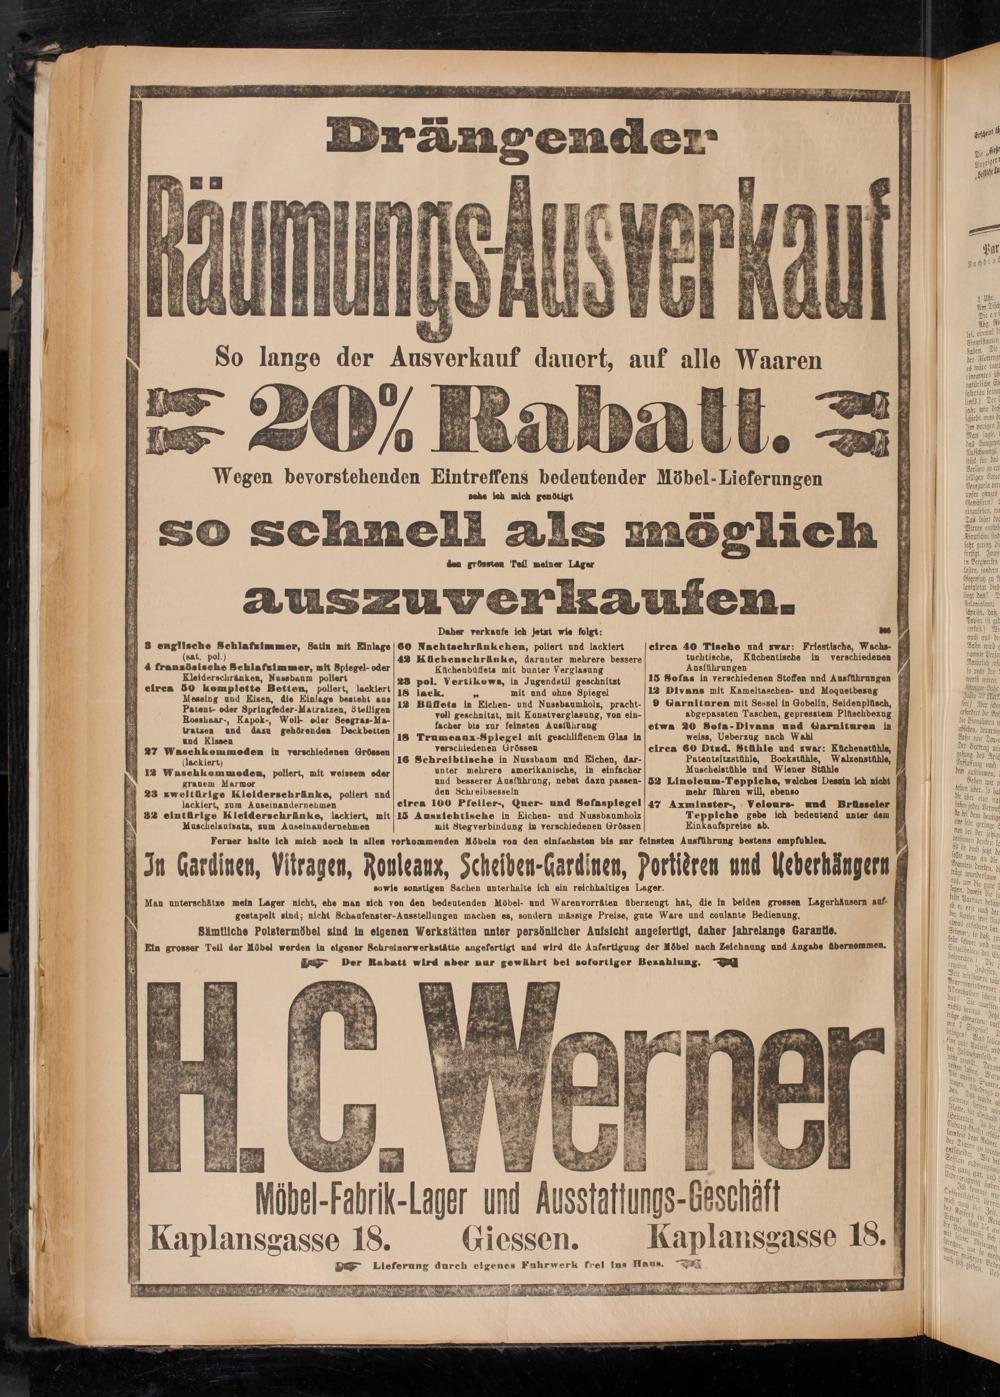 Drängender
Räumungs-Ausverkauf
So lange der Ausverkauf dauert, auf alle Waaren
20% Rabatt.
Wegen bevorstehenden Eintreffens bedeutender Möbel-Lieferungen
sehe ich mich genötigt
so schnell als möglich
den grössten Teil meiner Läger
auszuverkaufen.
Daher verkaufe ich jetzt wie folgt:
3 englische Schlafzimmer, Satin mit Einlage
(sat. pol.)
4 französische Schlafzimmer, mit Spiegel- oder
Kleiderschränken, Nussbaum poliert
circa 50 komplette Betten, poliert, lackiert
Messing und Eisen, die Einlage besteht aus
Patent- oder Springfeder-Matratzen, 3teiligen
Rosshaar-, Kapok-, Woll- oder Seegras-Ma-
tratzen und dazu gehörenden Deckbetten
und Kissen
27 Waschkommoden in verschiedenen Grössen
(lackiert)
12 Waschkommoden, poliert, mit weissem oder
grauem Marmor
23 zweitürige Kleiderschränke, poliert und
lackiert, zum Auseinandernehmen
32 eintürige Kleiderschränke, lackiert, mit
Muschelaufsatz, zum Auseinandernehmen
60 Nachtschränkchen, poliert und lackiert
42 Küchenschränke, darunter mehrere bessere
Küchenbüffets mit bunter Verglasung
28 pol. Vertikows, in Jugendstil geschnitzt
18 lack. „ mit und ohne Spiegel
12 Büffets in Eichen- und Nussbaumholz, pracht-
voll geschnitzt, mit Kunstverglasung, von ein-
facher bis zur feinsten Ausführung
18 Trumeaux-Spiegel mit geschliffenem Glas in
verschiedenen Grössen
16 Schreibtische in Nussbaum und Eichen, dar-
unter mehrere amerikanische, in einfacher
und besserer Ausführung, nebst dazu passen-
den Schreibsesseln
circa 100 Pfeiler-, Quer- und Sofaspiegel
15 Ausziehtische in Eichen- und Nussbaumholz
mit Stegverbindung in verschiedenen Grössen
circa 40 Tische und zwar: Friestische, Wachs-
tuchtische, Küchentische in verschiedenen
Ausführungen
15 Sofas in verschiedenen Stoffen und Ausführungen
12 Divans mit Kameltaschen- und Moquetbezug
9 Garnituren mit Sessel in Gobelin, Seidenplüsch,
abgepassten Taschen, gepresstem Plüschbezug
etwa 20 Sofa-Divans und Garnituren in
weiss, Ueberzug nach Wahl
circa 60 Dtzd. Stühle und zwar: Küchenstühle,
Patentsitzstühle, Bockstühle, Walzenstühle,
Muschelstühle und Wiener Stühle
52 Linoleum-Teppiche, welches Dessin ich nicht
mehr führen will, ebenso
47 Axminster-, Velours- und Brüsseler
Teppiche gebe ich bedeutend unter dem
Einkaufspreise ab.
Ferner halte ich mich noch in allen vorkommenden Möbeln von den einfachsten bis zur feinsten Ausführung bestens empfohlen.
In Gardinen, Vitragen, Rouleaux, Scheiben-Gardinen, Portièren und Ueberhängern
sowie sonstigen Sachen unterhalte ich ein reichhaltiges Lager.
Man unterschätze mein Lager nicht, ehe man sich von den bedeutenden Möbel- und Warenvorräten überzeugt hat, die in beiden grossen Lagerhäusern auf-
gestapelt sind; nicht Schaufenster-Ausstellungen machen es, sondern mässige Preise, gute Ware und coulante Bedienung.
Sämtliche Polstermöbel sind in eigenen Werkstätten unter persönlicher Aufsicht angefertigt, daher jahrelange Garantie.
Ein grosser Teil der Möbel werden in eigener Schreinerwerkstätte angefertigt und wird die Anfertigung der Möbel nach Zeichnung und Angabe übernommen.
Der Rabatt wird aber nur gewährt bei sofortiger Bezahlung.
H. C. Werner
Möbel-Fabrik-Lager und Ausstattungs-Geschäft
Kaplansgasse 18. Giessen. Kaplansgasse 18.
Lieferung durch eigenes Fuhrwerk frei ins Haus.